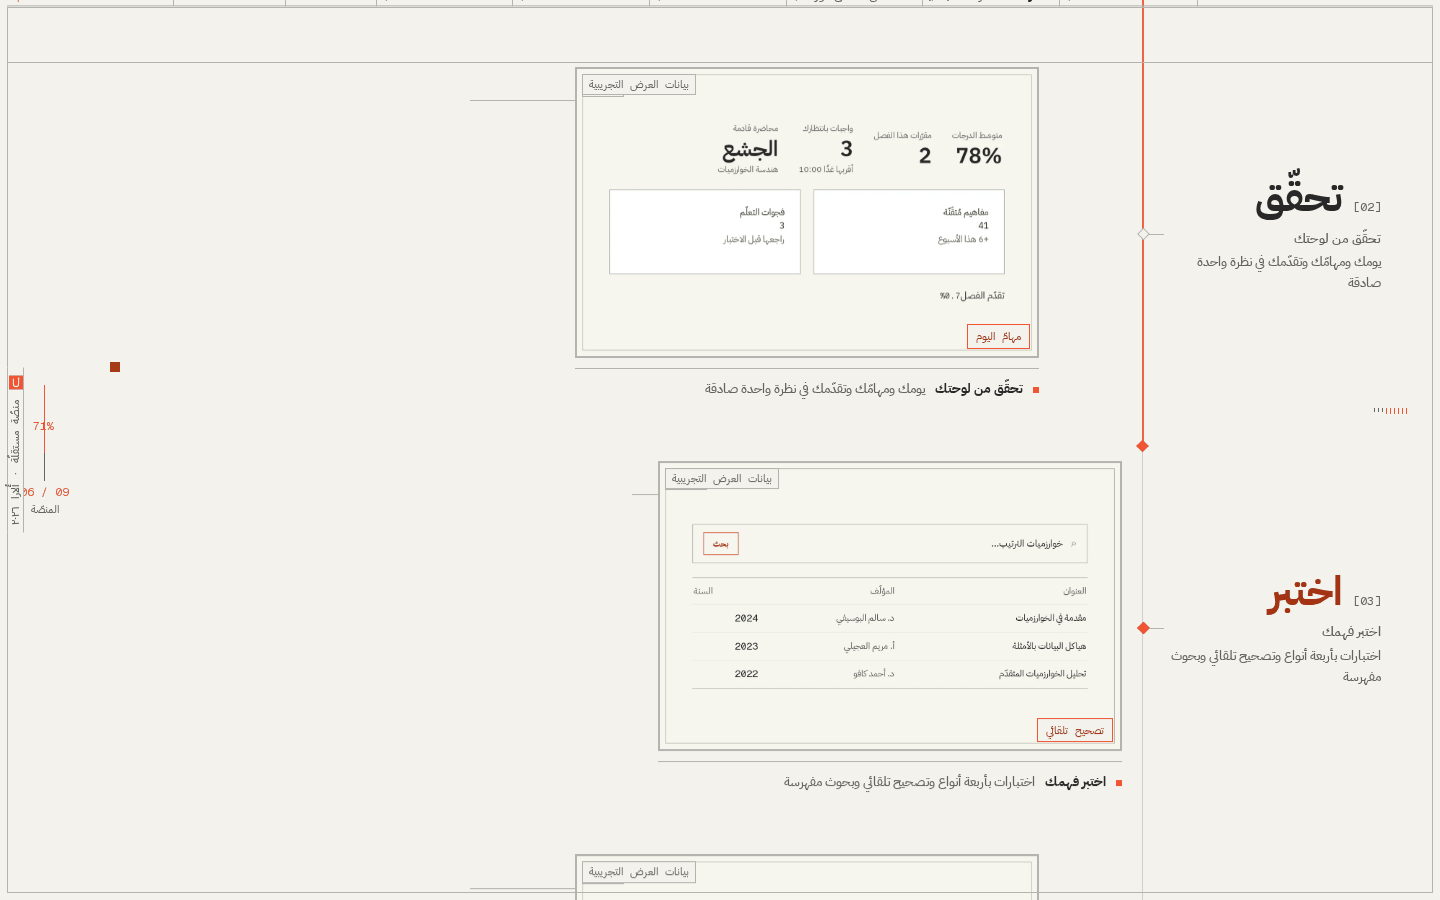 [02] تحقّق
تحقّق من لوحتك
يومك ومهامّك وتقدّمك في نظرة واحدة
صادقة
بيانات العرض التجريبية
متوسط الدرجات
78%
مقرّرات هذا الفصل
2
واجبات بانتظارك
3
أقربها غدًا 10:00
محاضرة قادمة
الجشع
هندسة الخوارزميات
مفاهيم مُتقَنَة
41
+6 هذا الأسبوع
فجوات التعلّم
3
راجعها قبل الاختبار
تقدّم الفصل 0.7%
مهامّ اليوم
تحقّق من لوحتك يومك ومهامّك وتقدّمك في نظرة واحدة صادقة
[03] اختبر
اختبر فهمك
اختبارات بأربعة أنواع وتصحيح تلقائي وبحوث
مفهرسة
بيانات العرض التجريبية
خوارزميات الترتيب...
بحث
العنوان المؤلّف السنة
مقدمة في الخوارزميات د. سالم البوسيفي 2024
هياكل البيانات بالأمثلة أ. مريم العجيلي 2023
تحليل الخوارزميات المتقدّم د. أحمد كافو 2022
تصحيح تلقائي
اختبر فهمك اختبارات بأربعة أنواع وتصحيح تلقائي وبحوث مفهرسة
بيانات العرض التجريبية
71%
06 / 09
المنصّة
منصّة مستقلّة ·